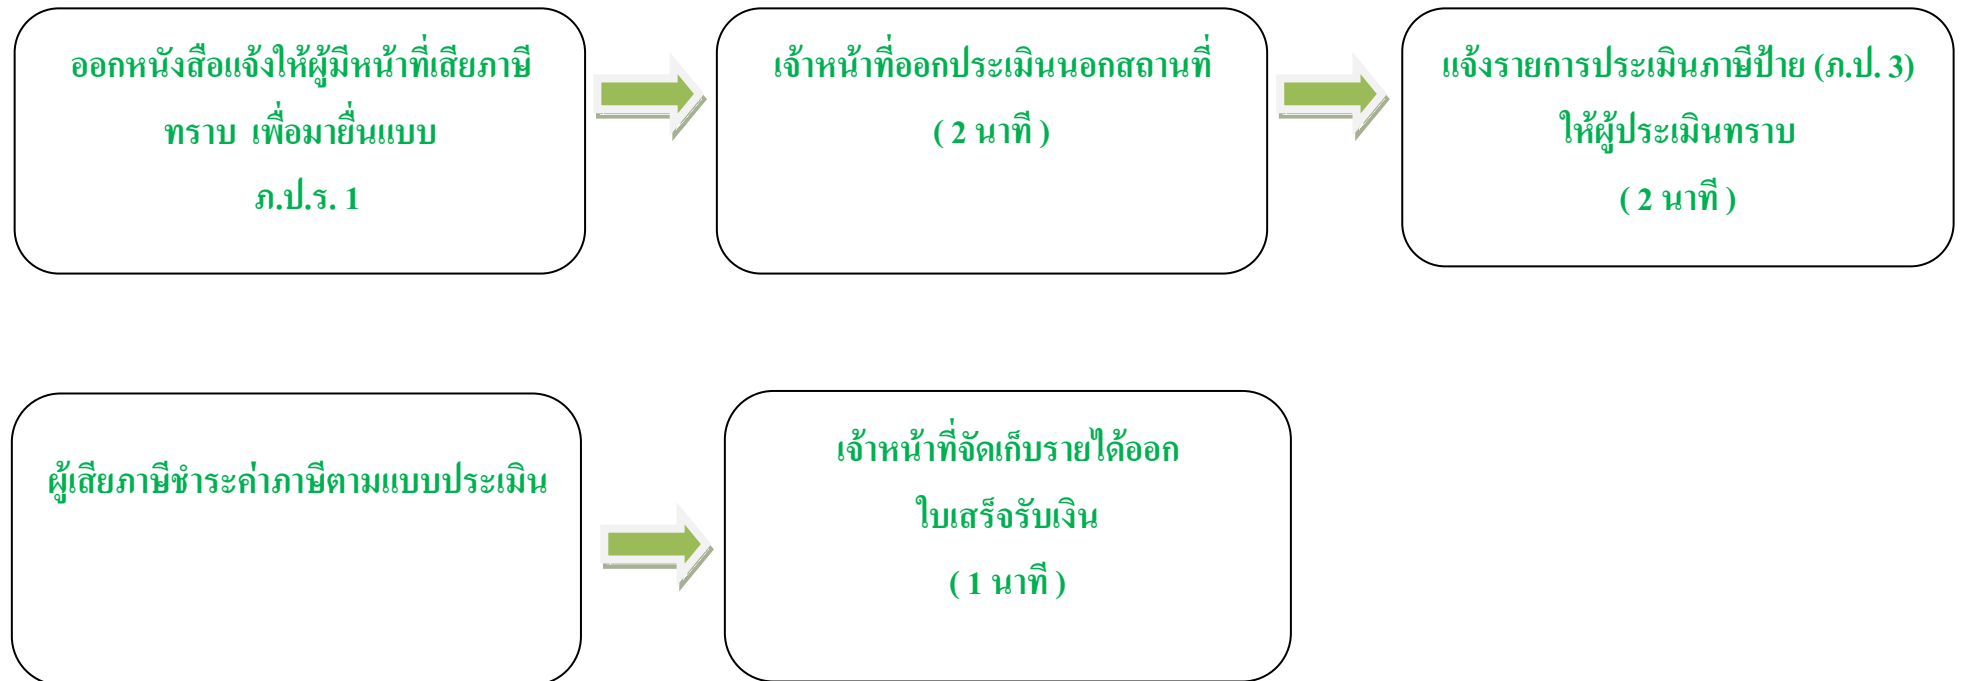 ออกหนังสือแจ้งให้ผู้มีหน้าที่เสียภาษี
ทราบ เพื่อมายื่นแบบ
ภ.ป.ร. 1
เจ้าหน้าที่ออกประเมินนอกสถานที่
( 2 นาที )
แจ้งรายการประเมินภาษีป้าย (ภ.ป. 3)
ให้ผู้ประเมินทราบ
( 2 นาที )
ผู้เสียภาษีชำระค่าภาษีตามแบบประเมิน
เจ้าหน้าที่จัดเก็บรายได้ออก
ใบเสร็จรับเงิน
( 1 นาที )